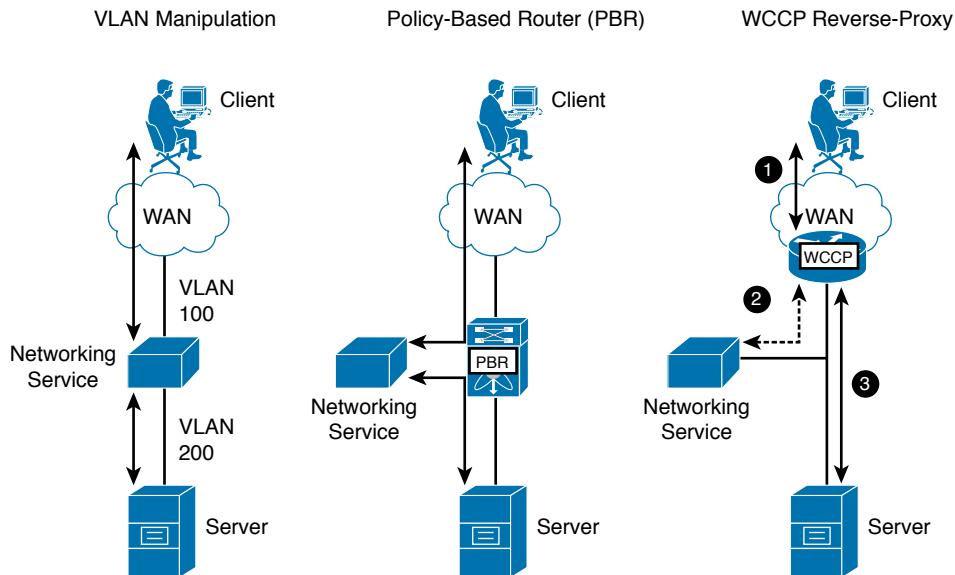 VLAN Manipulation
Policy-Based Router (PBR)
WCCP Reverse-Proxy
Client
WAN
VLAN
100
Networking
Service
VLAN
200
Server
Client
WAN
PBR
Networking
Service
Server
Client
1
WAN
WCCP
2
Networking
Service
3
Server